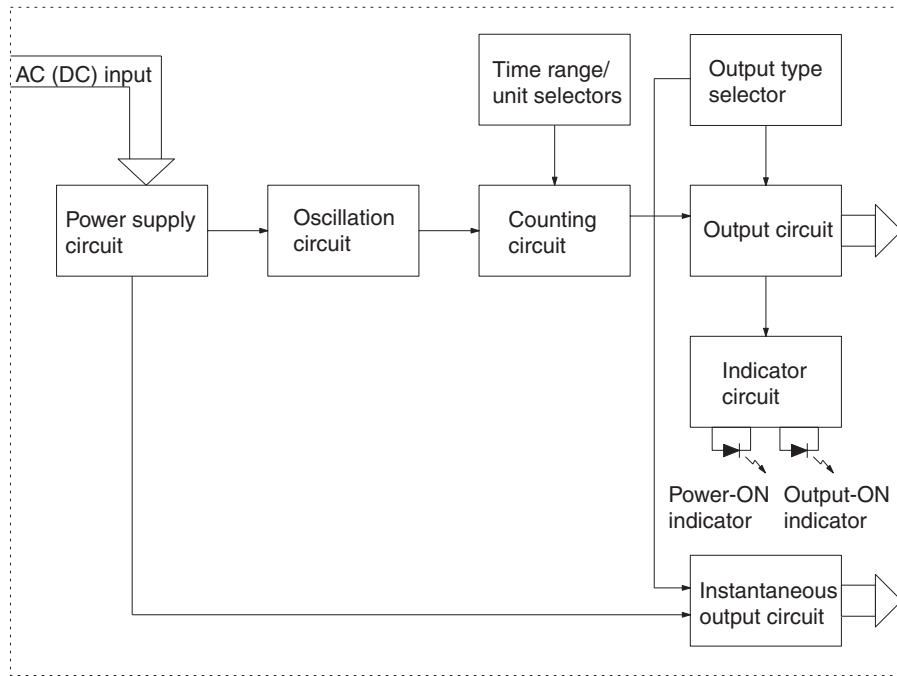 AC (DC) input
Time range/
unit selectors
Output type
selector
Power supply
circuit
Oscillation
circuit
Counting
circuit
Output circuit
Indicator
circuit
Power-ON
indicator
Output-ON
indicator
Instantaneous
output circuit